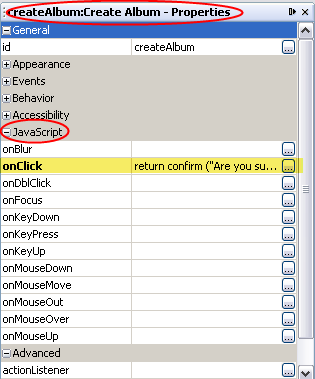 createAlbum:Create Album - Properties
General
id createAlbum ...
Appearance
Events
Behavior
Accessibility
JavaScript
onBlur ...
onClick return confirm ("Are you su... ...
onDblClick ...
onFocus ...
onKeyDown ...
onKeyPress ...
onKeyUp ...
onMouseDown ...
onMouseMove ...
onMouseOut ...
onMouseOver ...
onMouseUp ...
Advanced
actionListener ...